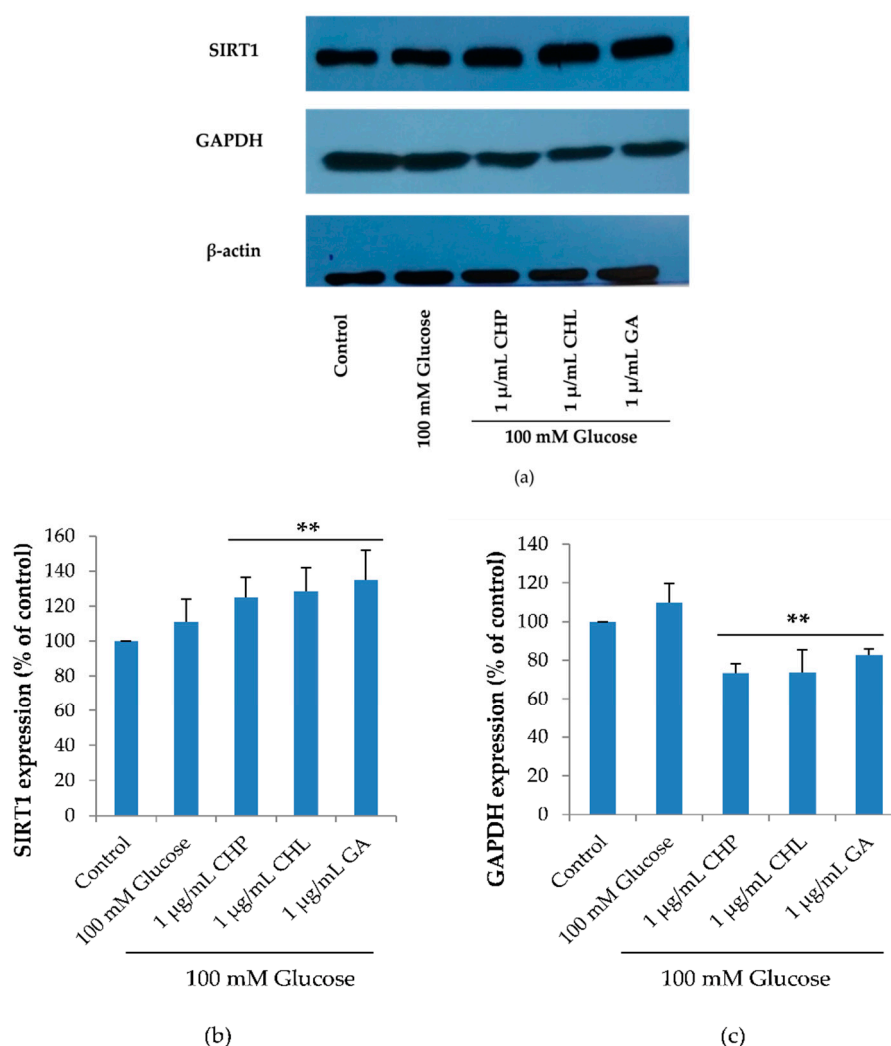 SIRT1
GAPDH
β-actin
Control
100 mM Glucose
1 μ/mL CHP
1 μ/mL CHL
1 μ/mL GA
100 mM Glucose
(a)
SIRT1 expression (% of control)
160
140
120
100
80
60
40
20
0
**
Control
100 mM Glucose
1 μg/mL CHP
1 μg/mL CHL
1 μg/mL GA
100 mM Glucose
(b)
GAPDH expression (% of control)
140
120
100
80
60
40
20
0
**
Control
100 mM Glucose
1 μg/mL CHP
1 μg/mL CHL
1 μg/mL GA
100 mM Glucose
(c)